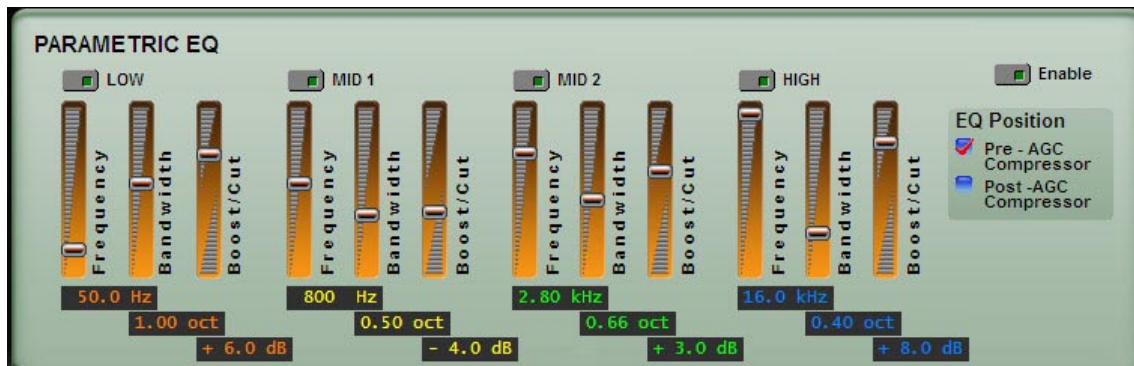 PARAMETRIC EQ
LOW
MID 1
MID 2
HIGH
Enable
Frequency
Bandwidth
Boost/Cut
Frequency
Bandwidth
Boost/Cut
Frequency
Bandwidth
Boost/Cut
Frequency
Bandwidth
Boost/Cut
EQ Position
Pre - AGC
Compressor
Post -AGC
Compressor
50.0 Hz
1.00 oct
+ 6.0 dB
800 Hz
0.50 oct
- 4.0 dB
2.80 kHz
0.66 oct
+ 3.0 dB
16.0 kHz
0.40 oct
+ 8.0 dB